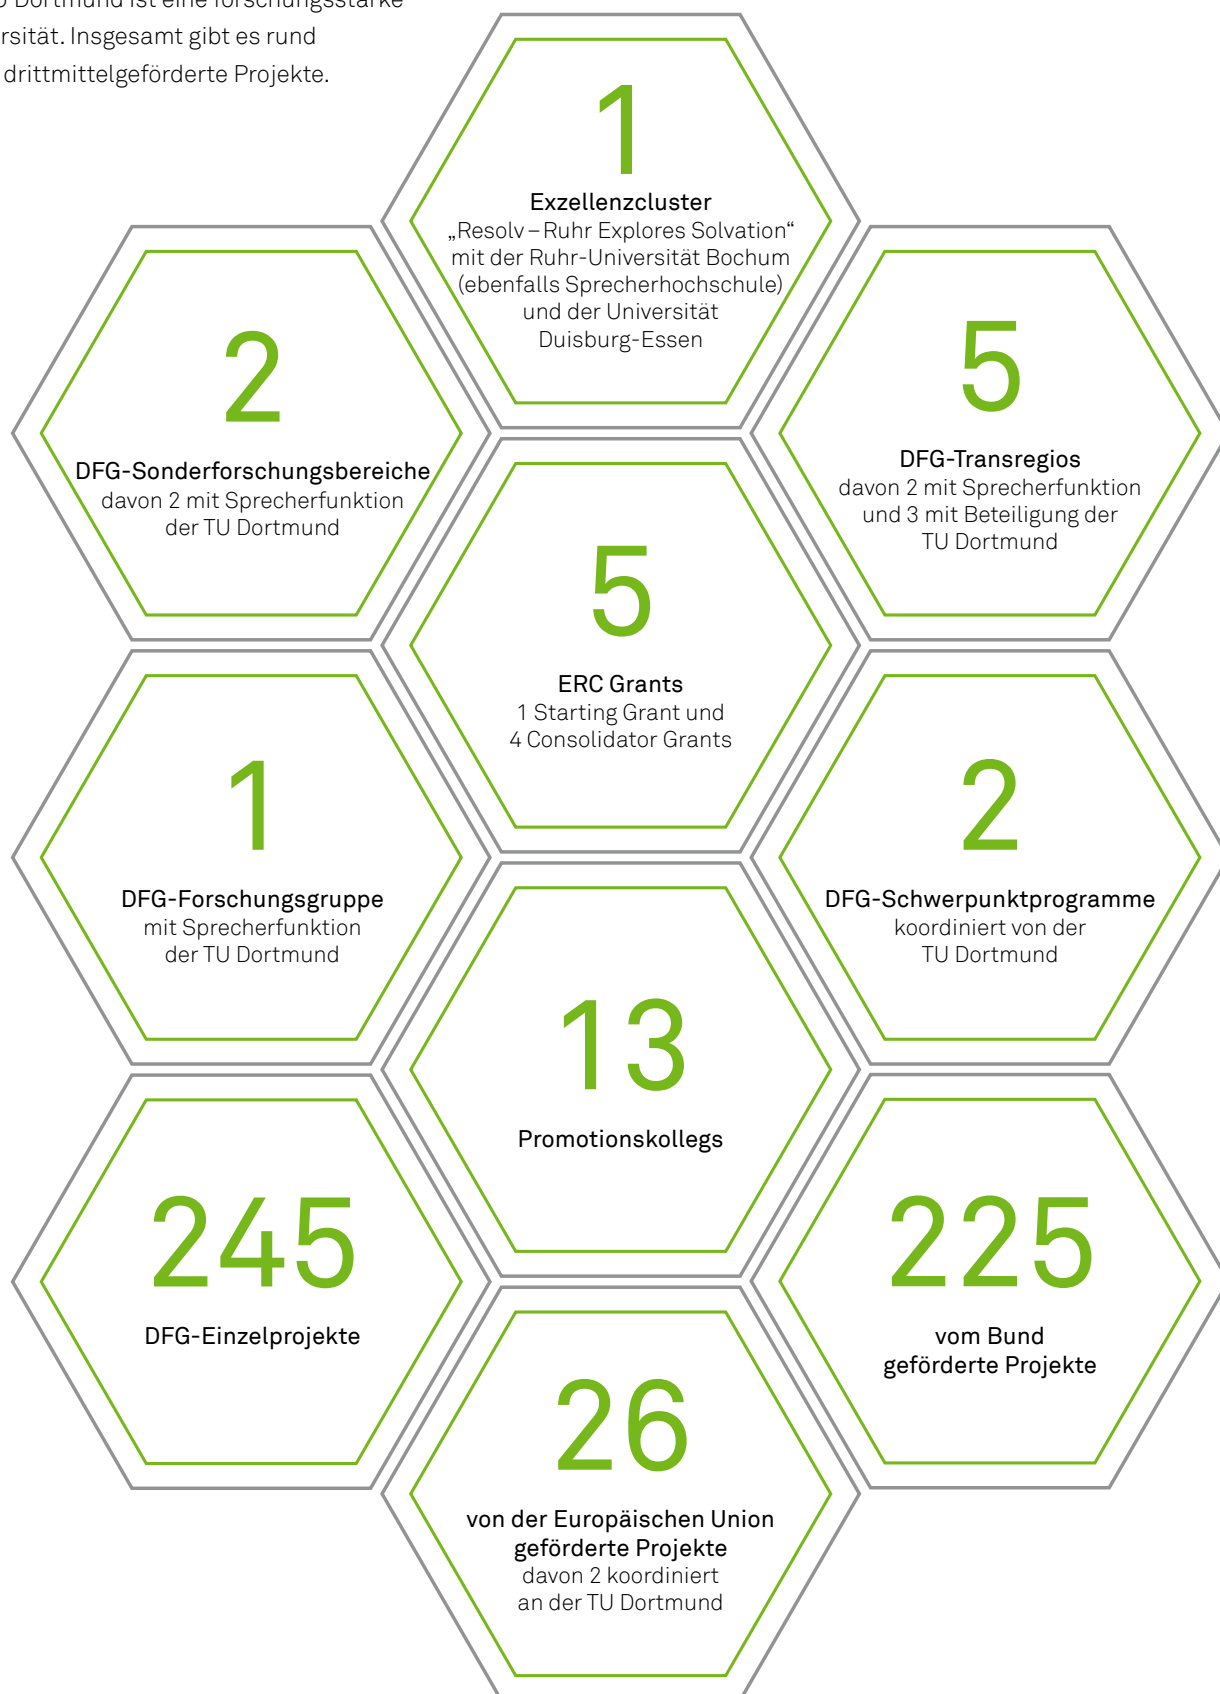 Dortmund ist eine forschungsstarke
ersität. Insgesamt gibt es rund
drittmittelgeförderte Projekte.
1
Exzellenzcluster
„Resolv – Ruhr Explores Solvation“
mit der Ruhr-Universität Bochum
(ebenfalls Sprecherhochschule)
und der Universität
Duisburg-Essen
2
DFG-Sonderforschungsbereiche
davon 2 mit Sprecherfunktion
der TU Dortmund
5
DFG-Transregios
davon 2 mit Sprecherfunktion
und 3 mit Beteiligung der
TU Dortmund
5
ERC Grants
1 Starting Grant und
4 Consolidator Grants
1
DFG-Forschungsgruppe
mit Sprecherfunktion
der TU Dortmund
2
DFG-Schwerpunktprogramme
koordiniert von der
TU Dortmund
13
Promotionskollegs
245
DFG-Einzelprojekte
225
vom Bund
geförderte Projekte
26
von der Europäischen Union
geförderte Projekte
davon 2 koordiniert
an der TU Dortmund